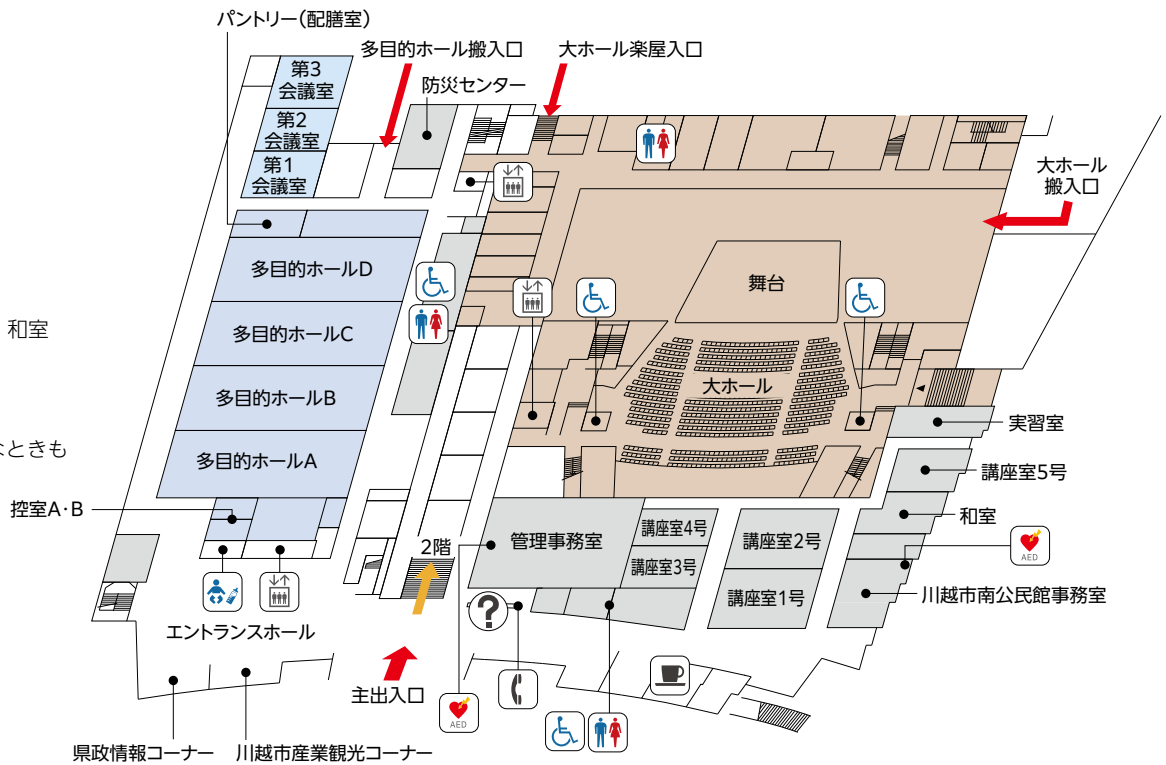 パントリー(配膳室)
多目的ホール搬入口
大ホール楽屋入口
第3
会議室
防災センター
第2
会議室
第1
会議室
大ホール
搬入口
多目的ホールD
舞台
和室
多目的ホールC
大ホール
多目的ホールB
実習室
なときも
多目的ホールA
講座室5号
控室A・B
和室
2階
管理事務室
講座室4号
講座室2号
AED
講座室3号
川越市南公民館事務室
講座室1号
?
エントランスホール
主出入口
AED
県政情報コーナー
川越市産業観光コーナー